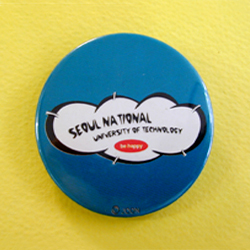 SEOUL NATIONAL
UNIVERSITY OF TECHNOLOGY
be happy